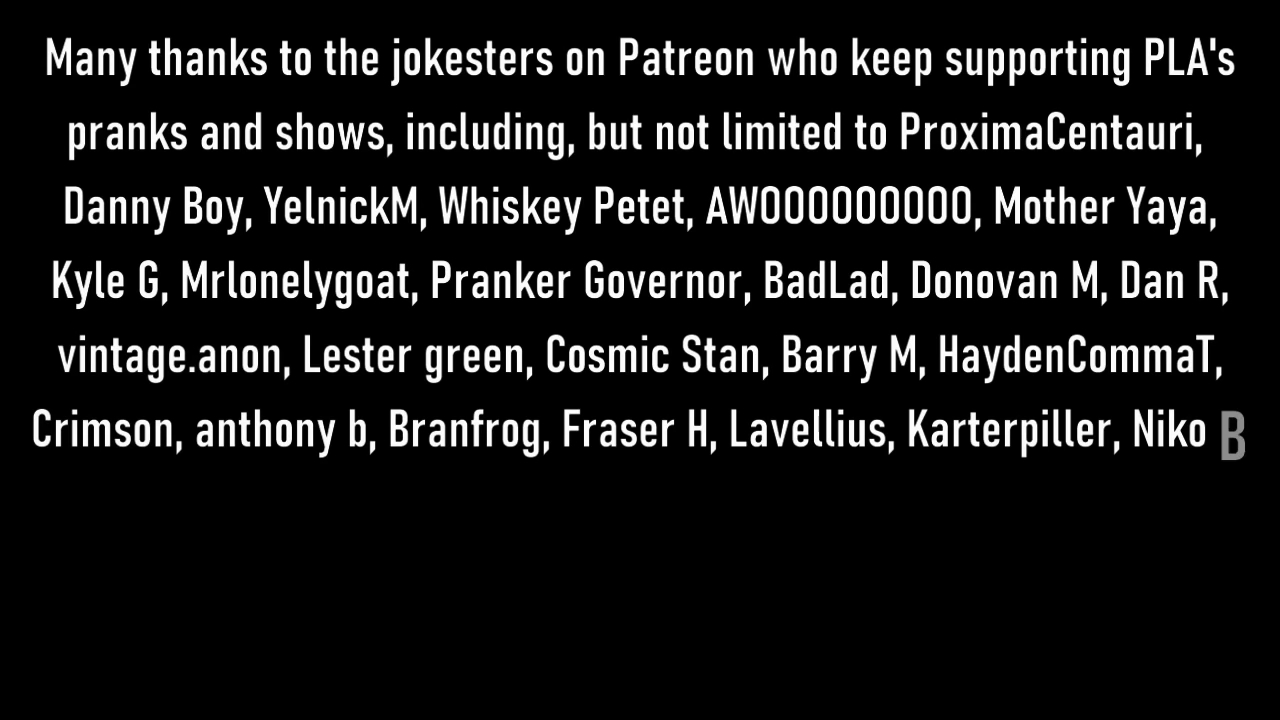 Many thanks to the jokesters on Patreon who keep supporting PLA's
pranks and shows, including, but not limited to ProximaCentauri,
Danny Boy, YelnickM, Whiskey Petet, AWOOOOOOOOO, Mother Yaya,
Kyle G, Mrlonelygoat, Pranker Governor, BadLad, Donovan M, Dan R,
vintage.anon, Lester green, Cosmic Stan, Barry M, HaydenCommaT,
Crimson, anthony b, Branfrog, Fraser H, Lavellius, Karterpiller, Niko B